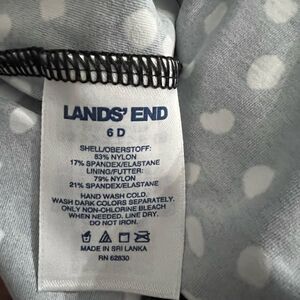 LANDS' END
6 D
SHELL/OBERSTOFF:
83% NYLON
17% SPANDEX/ELASTANE
LINING/FUTTER:
79% NYLON
21% SPANDEX/ELASTANE
HAND WASH COLD.
WASH DARK COLORS SEPARATELY.
ONLY NON-CHLORINE BLEACH
WHEN NEEDED. LINE DRY.
DO NOT IRON.
MADE IN SRI LANKA
RN 62830